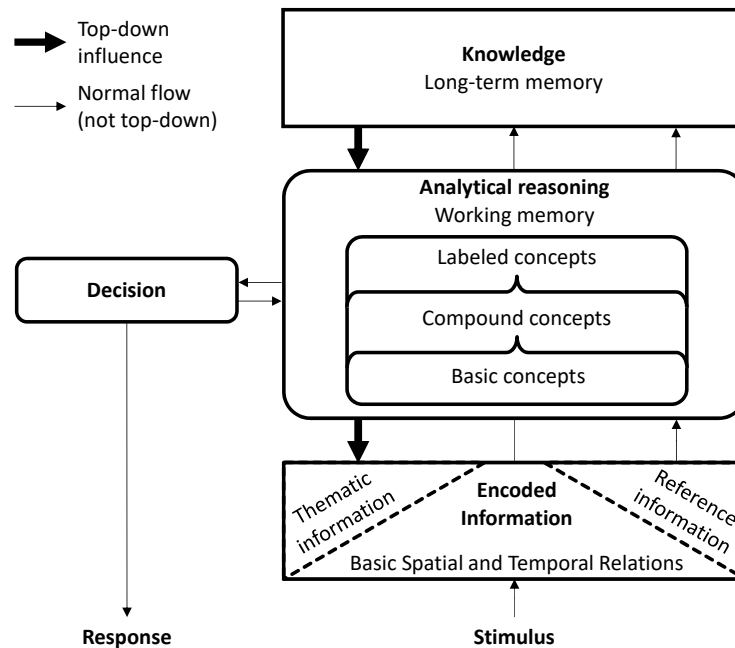 Top-down
influence
Normal flow
(not top-down)
Knowledge
Long-term memory
Analytical reasoning
Working memory
Labeled concepts
Compound concepts
Basic concepts
Decision
Thematic
information
Encoded
Information
Reference
information
Basic Spatial and Temporal Relations
Response
Stimulus